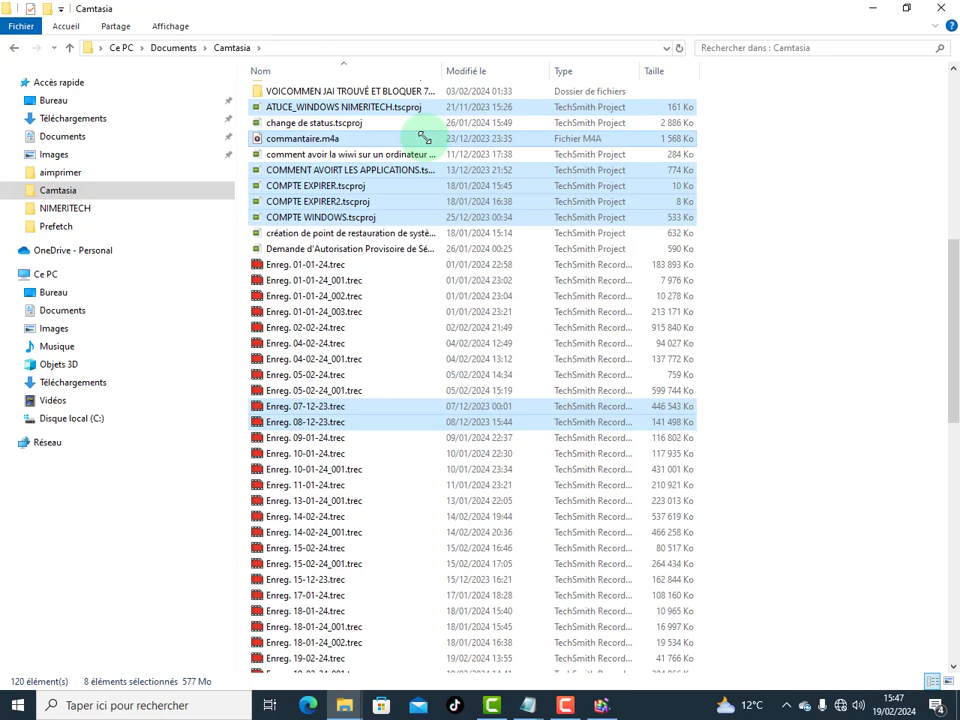 Camtasia
Fichier Accueil Partage Affichage
Ce PC Documents Camtasia
Rechercher dans : Camtasia
Nom Modifié le Type Taille
VOICOMMEN JAI TROUVÉ ET BLOQUER 7... 03/02/2024 01:33 Dossier de fichiers
ATUCE_WINDOWS NIMERITECH.tscproj 21/11/2023 15:26 TechSmith Project 161 Ko
change de status.tscproj 26/01/2024 15:49 TechSmith Project 2 886 Ko
commantaire.m4a 23/12/2023 23:35 Fichier M4A 1 568 Ko
comment avoir la wiwi sur un ordinateur ... 11/12/2023 17:38 TechSmith Project 284 Ko
COMMENT AVOIRT LES APPLICATIONS.ts... 13/12/2023 21:52 TechSmith Project 774 Ko
COMPTE EXPIRER.tscproj 18/01/2024 15:45 TechSmith Project 10 Ko
COMPTE EXPIRER2.tscproj 18/01/2024 16:38 TechSmith Project 8 Ko
COMPTE WINDOWS.tscproj 25/12/2023 00:34 TechSmith Project 533 Ko
création de point de restauration de systè... 18/01/2024 15:14 TechSmith Project 632 Ko
Demande d'Autorisation Provisoire de Sé... 26/01/2024 00:25 TechSmith Project 590 Ko
Enreg. 01-01-24.trec 01/01/2024 22:58 TechSmith Record... 183 893 Ko
Enreg. 01-01-24_001.trec 01/01/2024 23:02 TechSmith Record... 7 976 Ko
Enreg. 01-01-24_002.trec 01/01/2024 23:04 TechSmith Record... 10 278 Ko
Enreg. 01-01-24_003.trec 01/01/2024 23:21 TechSmith Record... 213 171 Ko
Enreg. 02-02-24.trec 02/02/2024 21:49 TechSmith Record... 915 840 Ko
Enreg. 04-02-24.trec 04/02/2024 12:49 TechSmith Record... 94 027 Ko
Enreg. 04-02-24_001.trec 04/02/2024 13:12 TechSmith Record... 137 772 Ko
Enreg. 05-02-24.trec 05/02/2024 14:34 TechSmith Record... 759 Ko
Enreg. 05-02-24_001.trec 05/02/2024 15:19 TechSmith Record... 599 744 Ko
Enreg. 07-12-23.trec 07/12/2023 00:01 TechSmith Record... 446 543 Ko
Enreg. 08-12-23.trec 08/12/2023 15:44 TechSmith Record... 141 498 Ko
Enreg. 09-01-24.trec 09/01/2024 22:37 TechSmith Record... 116 802 Ko
Enreg. 10-01-24.trec 10/01/2024 22:30 TechSmith Record... 117 935 Ko
Enreg. 10-01-24_001.trec 10/01/2024 23:34 TechSmith Record... 431 001 Ko
Enreg. 11-01-24.trec 11/01/2024 23:21 TechSmith Record... 210 921 Ko
Enreg. 13-01-24_001.trec 13/01/2024 22:05 TechSmith Record... 223 013 Ko
Enreg. 14-02-24.trec 14/02/2024 19:44 TechSmith Record... 537 619 Ko
Enreg. 14-02-24_001.trec 14/02/2024 20:36 TechSmith Record... 466 258 Ko
Enreg. 15-02-24.trec 15/02/2024 16:46 TechSmith Record... 80 517 Ko
Enreg. 15-02-24_001.trec 15/02/2024 17:05 TechSmith Record... 264 434 Ko
Enreg. 15-12-23.trec 15/12/2023 16:21 TechSmith Record... 162 844 Ko
Enreg. 17-01-24.trec 17/01/2024 18:28 TechSmith Record... 108 160 Ko
Enreg. 18-01-24.trec 18/01/2024 15:40 TechSmith Record... 10 965 Ko
Enreg. 18-01-24_001.trec 18/01/2024 15:45 TechSmith Record... 16 997 Ko
Enreg. 18-01-24_002.trec 18/01/2024 16:38 TechSmith Record... 19 534 Ko
Enreg. 19-02-24.trec 19/02/2024 13:55 TechSmith Record... 41 766 Ko
Accès rapide
Bureau
Téléchargements
Documents
Images
aimprimer
Camtasia
NIMERITECH
Prefetch
OneDrive - Personal
Ce PC
Bureau
Documents
Images
Musique
Objets 3D
Téléchargements
Vidéos
Disque local (C:)
Réseau
120 élément(s) 8 éléments sélectionnés 577 Mo
Taper ici pour rechercher
12°C
15:47
19/02/2024
4